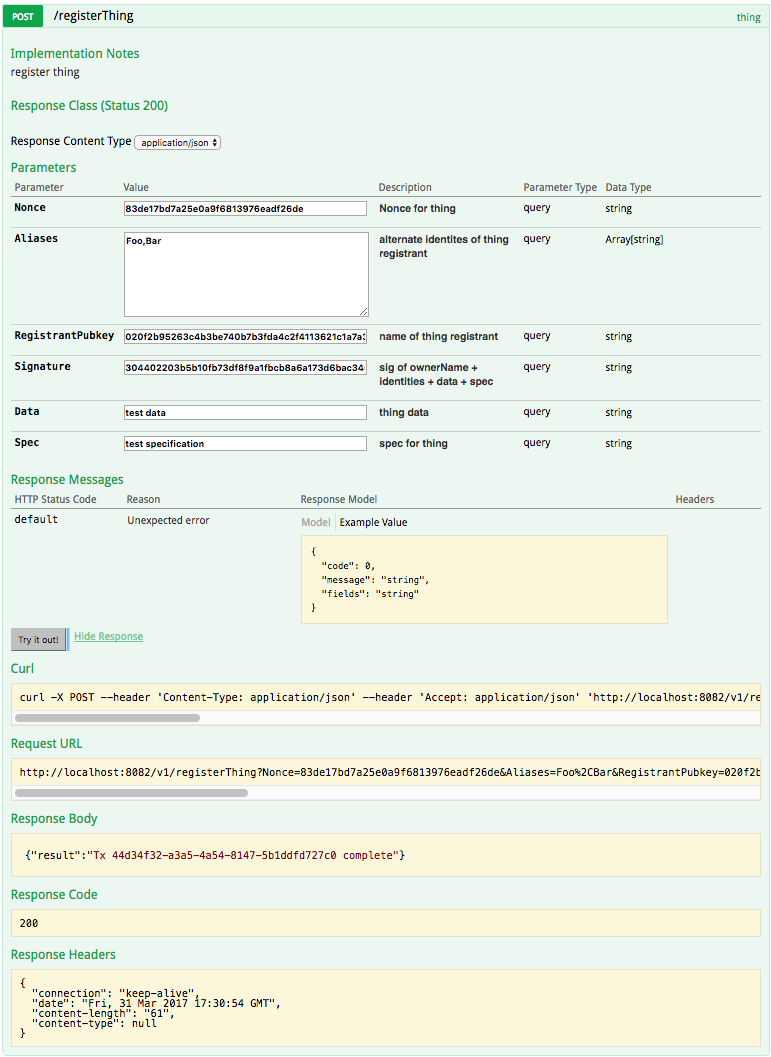 POST /registerThing thing
Implementation Notes
register thing
Response Class (Status 200)
Response Content Type application/json
Parameters
Parameter Value Description Parameter Type Data Type
Nonce 83de17bd7a25e0a9f6813976eadf26de Nonce for thing query string
Aliases Foo,Bar alternate identites of thing query Array[string]
registrant
RegistrantPubkey 020f2b95263c4b3be740b7b3fda4c2f4113621c1a7a3 name of thing registrant query string
Signature 304402203b5b10fb73df8f9a1fbcb8a6a173d6bac34 sig of ownerName + query string
identities + data + spec
Data test data thing data query string
Spec test specification spec for thing query string
Response Messages
HTTP Status Code Reason Response Model Headers
default Unexpected error Model Example Value
{
"code": 0,
"message": "string",
"fields": "string"
}
Try it out! Hide Response
Curl
curl -X POST --header 'Content-Type: application/json' --header 'Accept: application/json' 'http://localhost:8082/v1/re
Request URL
http://localhost:8082/v1/registerThing?Nonce=83de17bd7a25e0a9f6813976eadf26de&Aliases=Foo%2CBar&RegistrantPubkey=020f2b
Response Body
{"result":"Tx 44d34f32-a3a5-4a54-8147-5b1ddfd727c0 complete"}
Response Code
200
Response Headers
{
"connection": "keep-alive",
"date": "Fri, 31 Mar 2017 17:30:54 GMT",
"content-length": "61",
"content-type": null
}